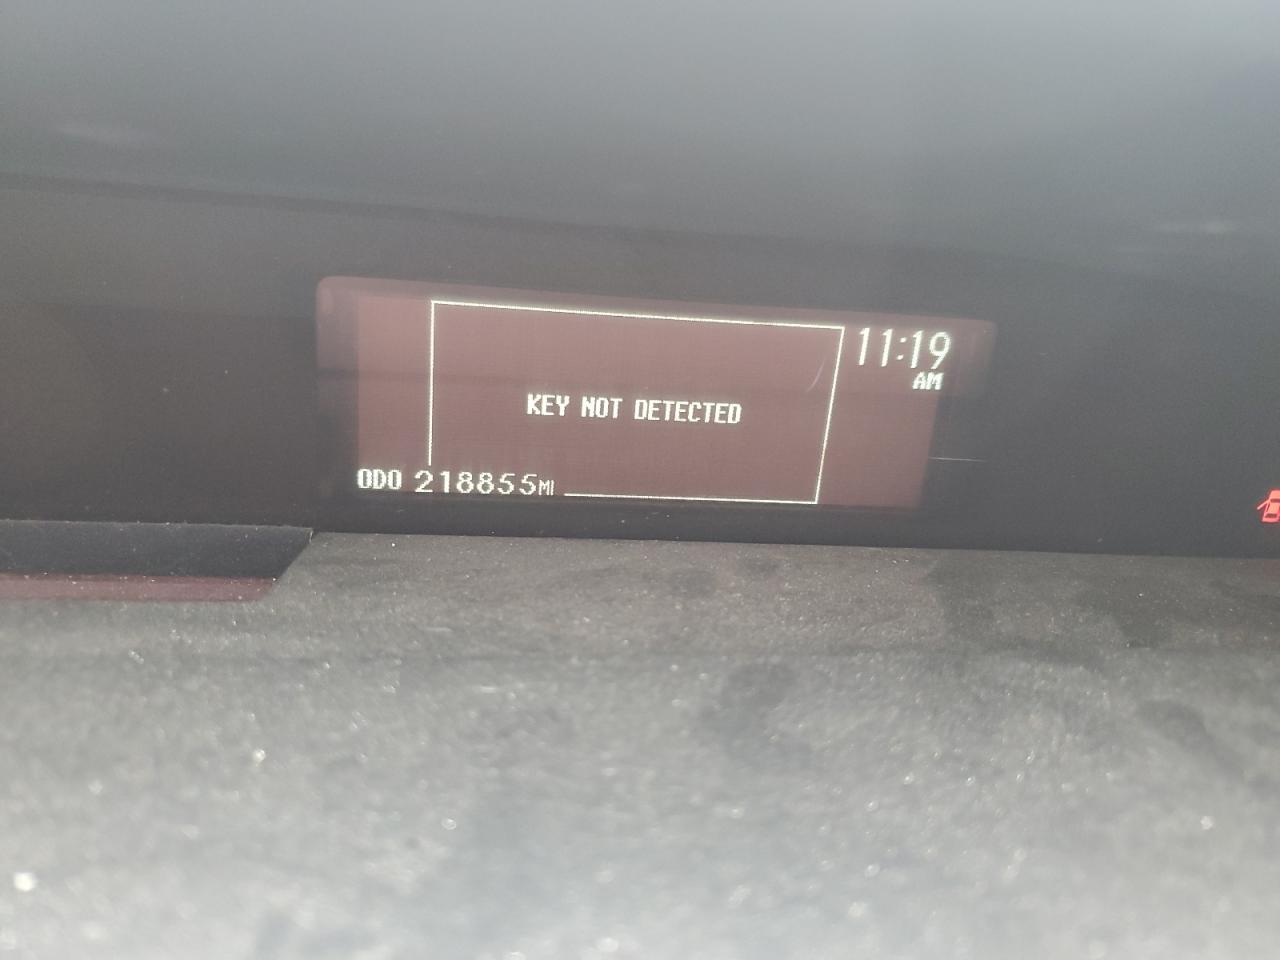 11:19
AM
KEY NOT DETECTED
ODO 218855MI